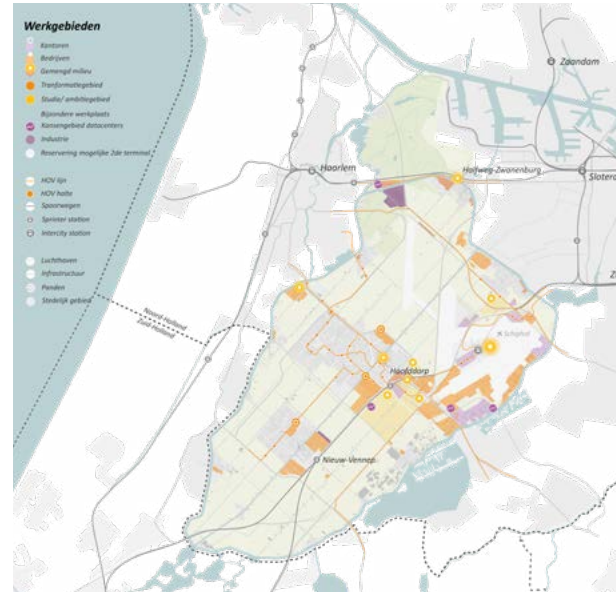 Werkgebieden
Kantoren
Bedrijven
Gemengd milieu
Tranformatiegebied
Studie/ ambitiegebied
Bijzondere werkplaats
Kansengebied datacenters
Industrie
Reservering mogelijke 2de terminal
HOV lijn
HOV halte
Spoorwegen
Sprinter station
Intercity station
Luchthaven
Infrastructuur
Panden
Stedelijk gebied
Zaandam
Haarlem
Halfweg-Zwanenburg
Sloterd
Z
Noord-Holland
Zuid-Holland
Schiphol
Hoofddorp
Nieuw-Vennep